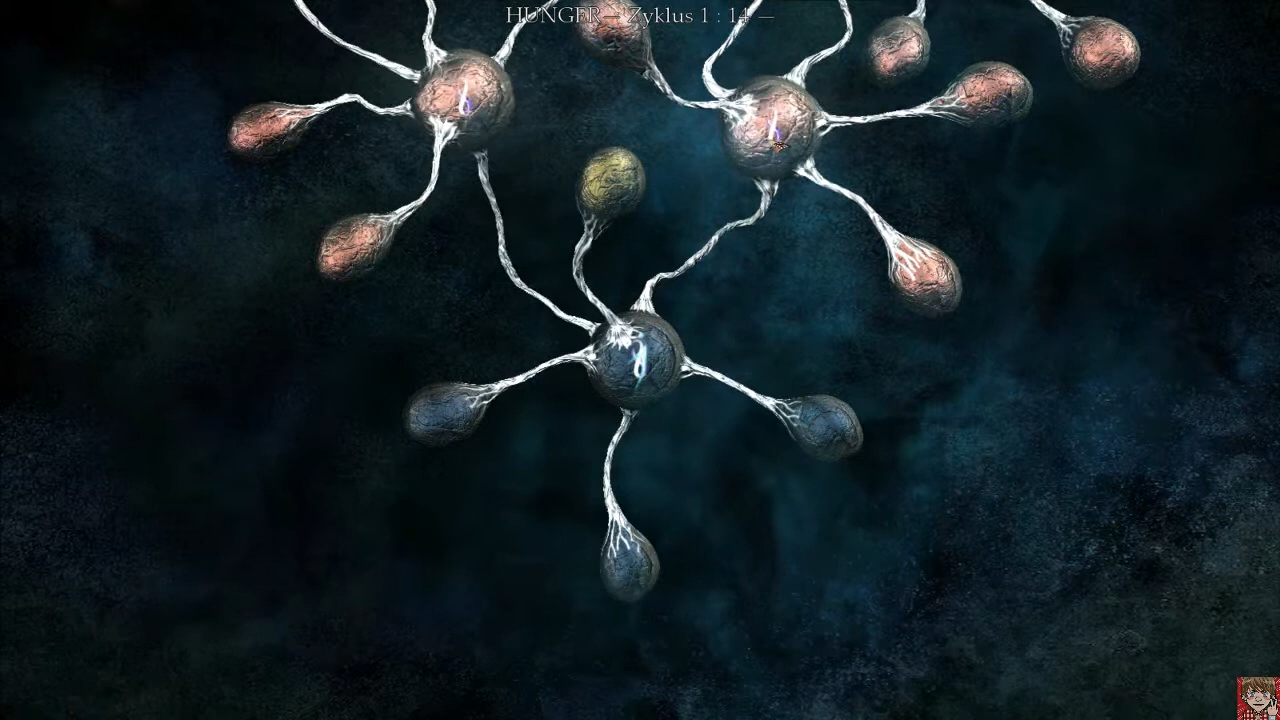 HUNGER — Zyklus 1 : 14 —